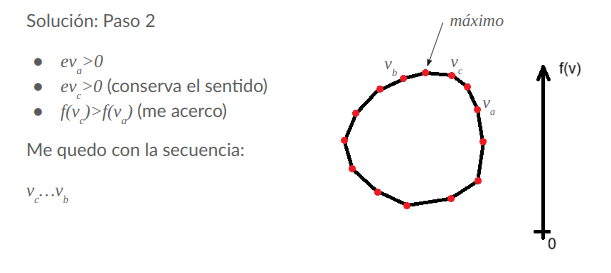 Solución: Paso 2
● ev_a>0
● ev_c>0 (conserva el sentido)
● f(v_c)>f(v_a) (me acerco)
Me quedo con la secuencia:
v_c…v_b
máximo
v_b
v_c
v_a
f(v)
0